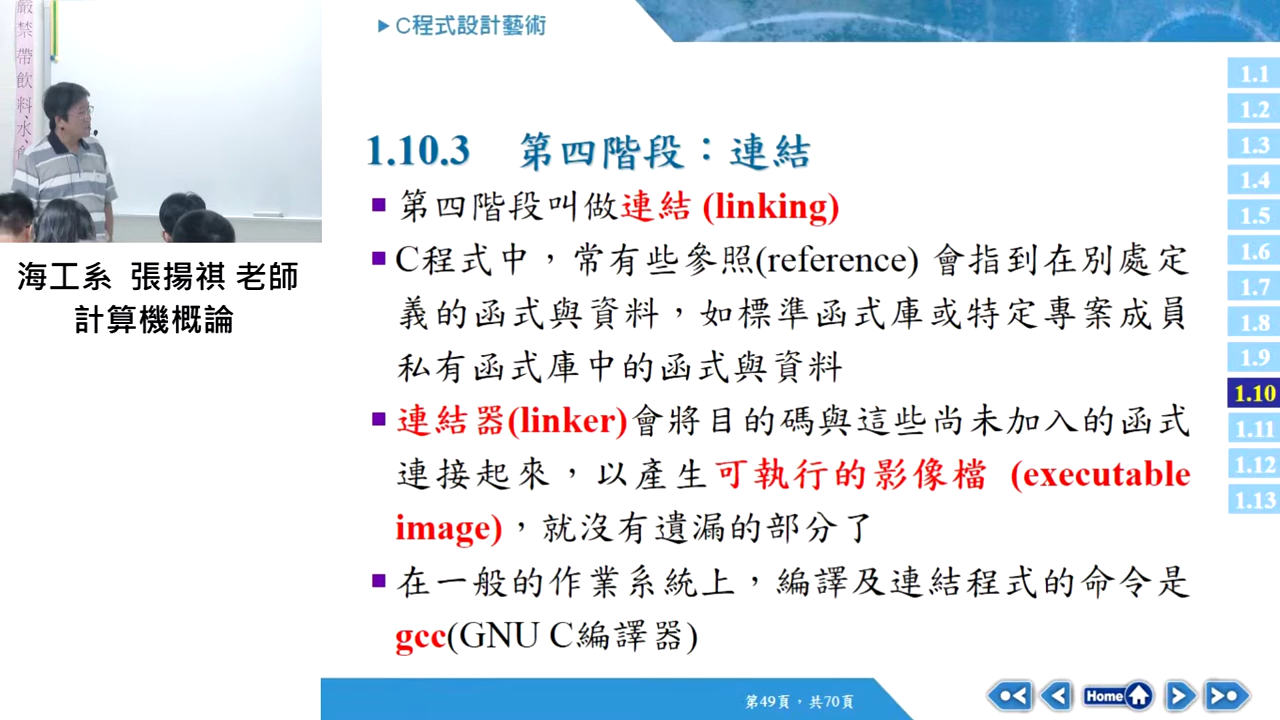 嚴禁帶飲料、水、
海工系 張揚祺 老師
計算機概論
C程式設計藝術
1.10.3 第四階段：連結
第四階段叫做連結 (linking)
C程式中，常有些參照(reference) 會指到在別處定
義的函式與資料，如標準函式庫或特定專案成員
私有函式庫中的函式與資料
連結器(linker)會將目的碼與這些尚未加入的函式
連接起來，以產生可執行的影像檔 (executable
image)，就沒有遺漏的部分了
在一般的作業系統上，編譯及連結程式的命令是
gcc(GNU C編譯器)
1.1
1.2
1.3
1.4
1.5
1.6
1.7
1.8
1.9
1.10
1.11
1.12
1.13
第49頁，共70頁
Home